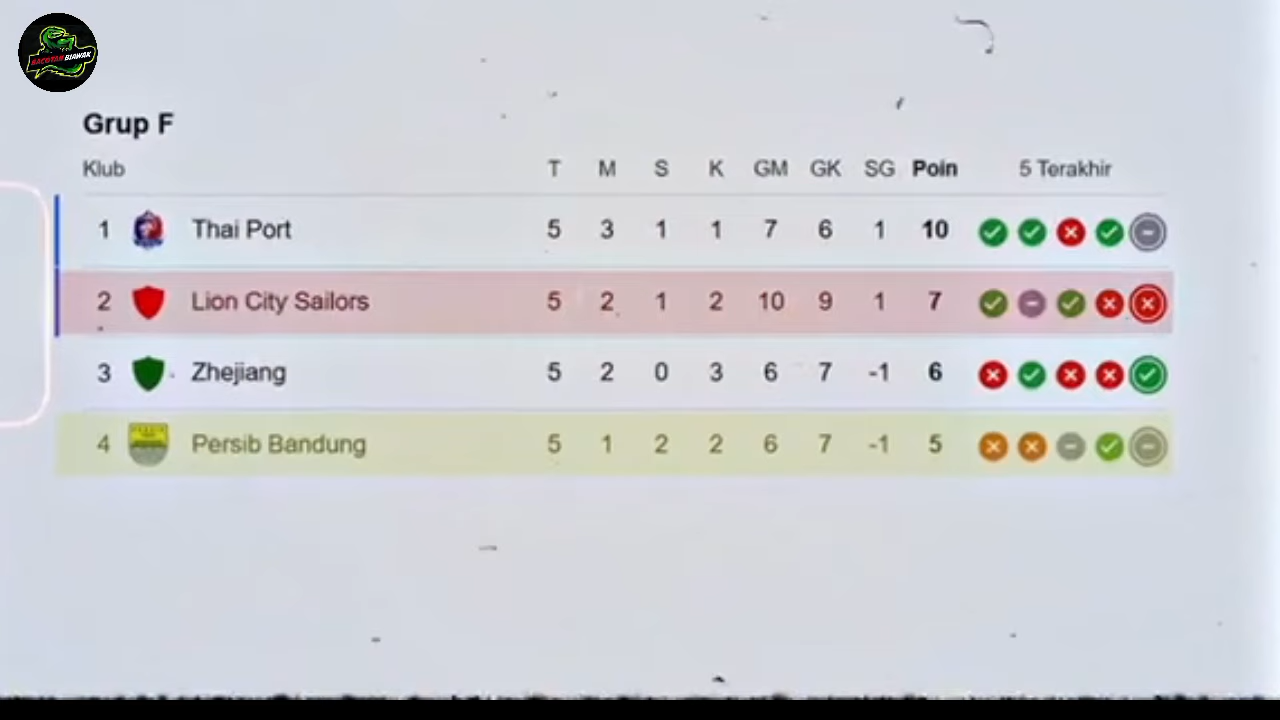 BACOTAN BIAWAK
Grup F
Klub T M S K GM GK SG Poin 5 Terakhir
1 Thai Port 5 3 1 1 7 6 1 10
2 Lion City Sailors 5 2 1 2 10 9 1 7
3 Zhejiang 5 2 0 3 6 7 -1 6
4 Persib Bandung 5 1 2 2 6 7 -1 5